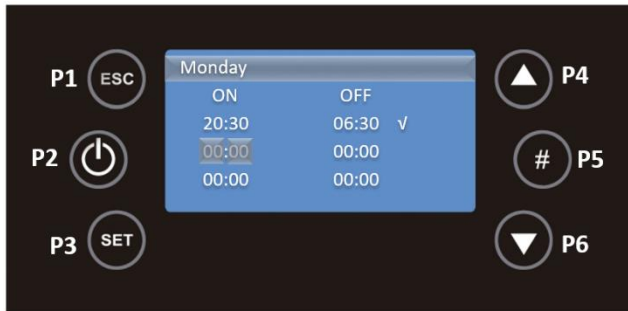 P1 ESC
P2
P3 SET
Monday
ON OFF
20:30 06:30 √
00:00 00:00
00:00 00:00
P4
# P5
P6